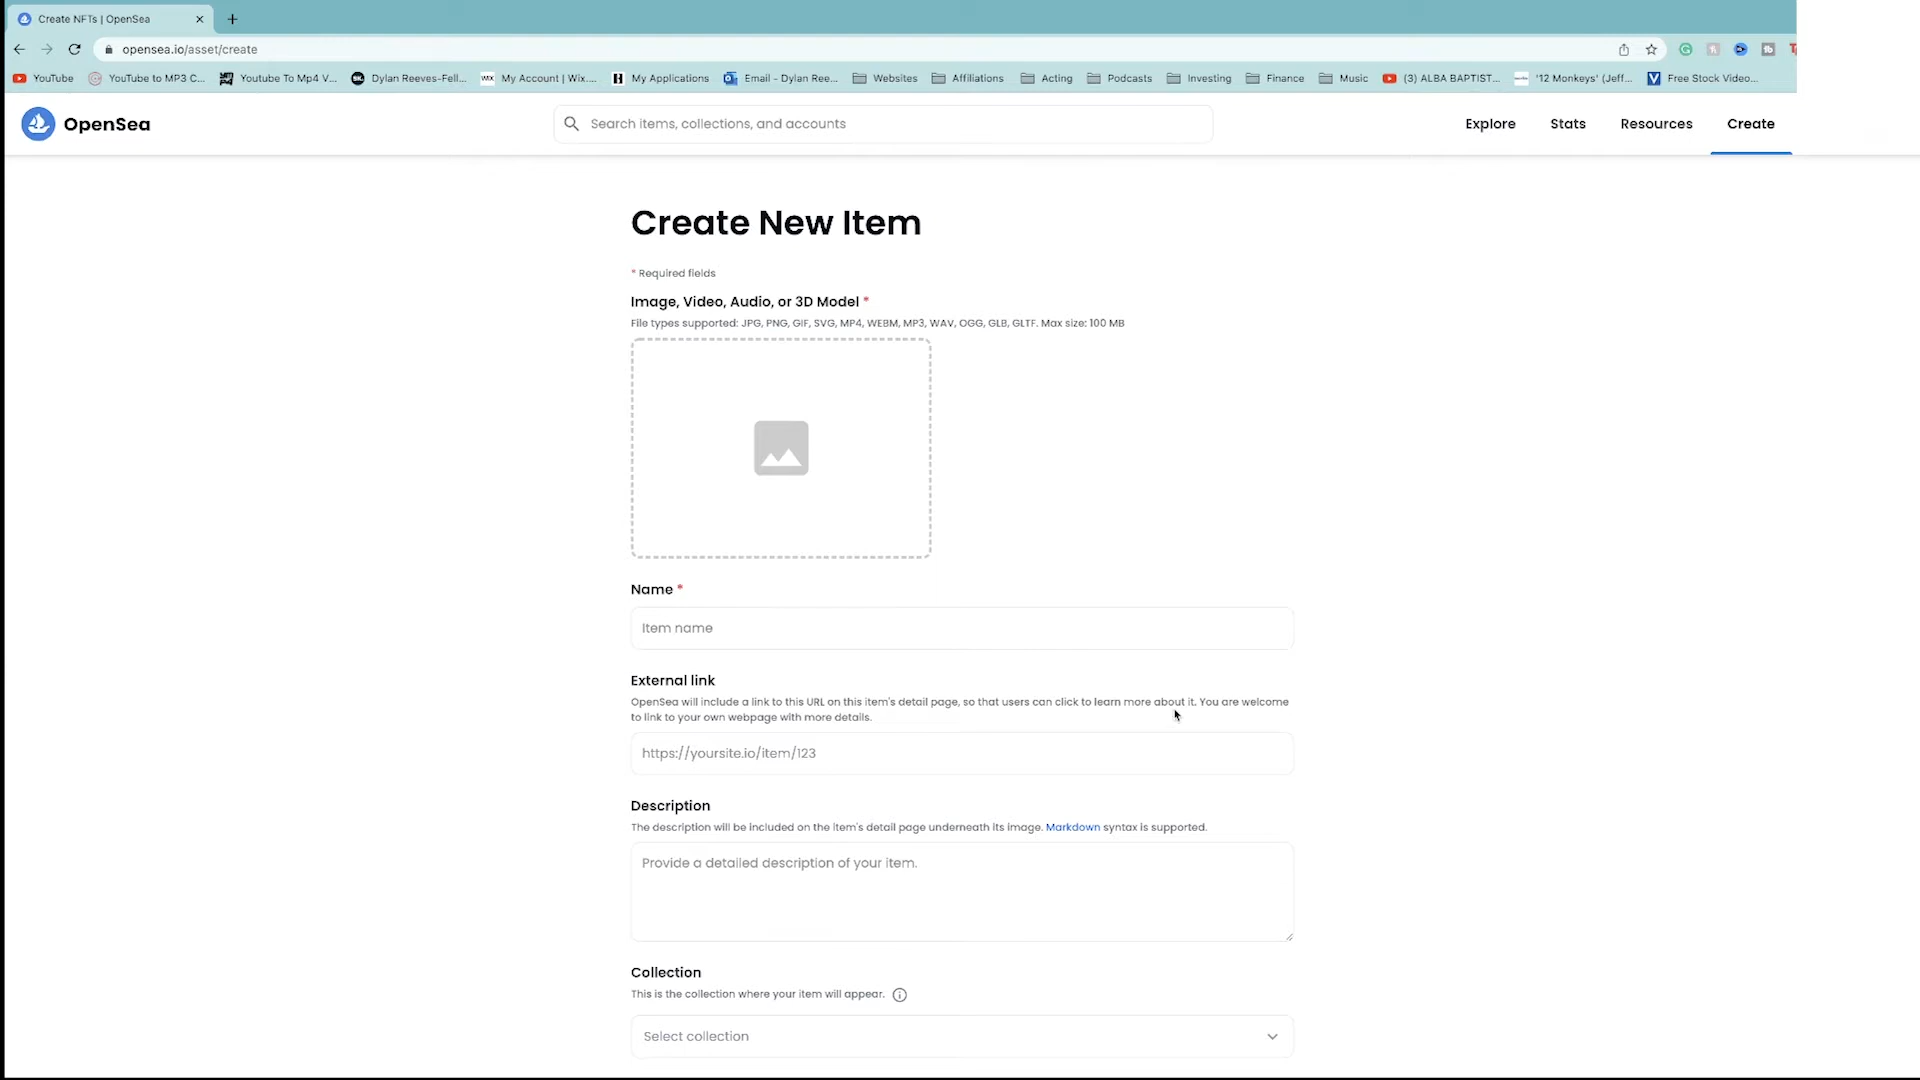 Create NFTs | OpenSea
opensea.io/asset/create
YouTube
YouTube to MP3 C...
Youtube To Mp4 V...
Dylan Reeves-Fell...
WIX My Account | Wix....
My Applications
Email - Dylan Ree...
Websites
Affiliations
Acting
Podcasts
Investing
Finance
Music
(3) ALBA BAPTIST...
'12 Monkeys' (Jeff...
Free Stock Video...
OpenSea
Search items, collections, and accounts
Explore
Stats
Resources
Create
Create New Item
* Required fields
Image, Video, Audio, or 3D Model *
File types supported: JPG, PNG, GIF, SVG, MP4, WEBM, MP3, WAV, OGG, GLB, GLTF. Max size: 100 MB
Name *
Item name
External link
OpenSea will include a link to this URL on this item's detail page, so that users can click to learn more about it. You are welcome
to link to your own webpage with more details.
https://yoursite.io/item/123
Description
The description will be included on the item's detail page underneath its image. Markdown syntax is supported.
Provide a detailed description of your item.
Collection
This is the collection where your item will appear.
Select collection